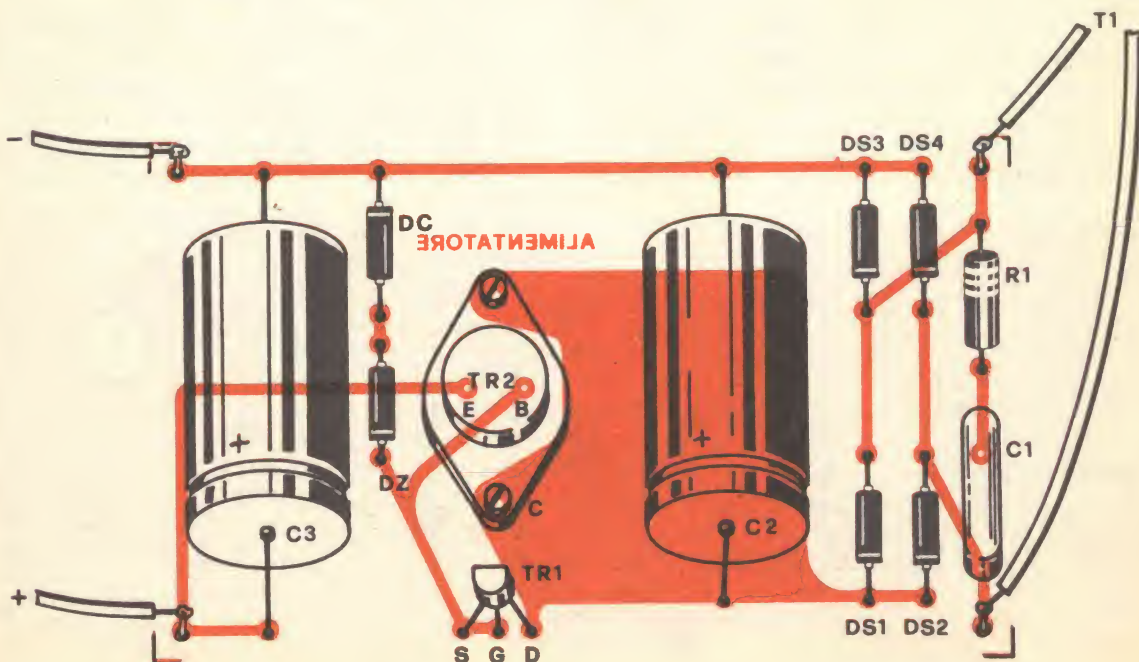 T1
-
DS3 DS4
DC
ALIMENTATORE
R1
TR2
E B
+ +
C1
DZ
C
C3
C2
TR1
+
DS1 DS2
S G D